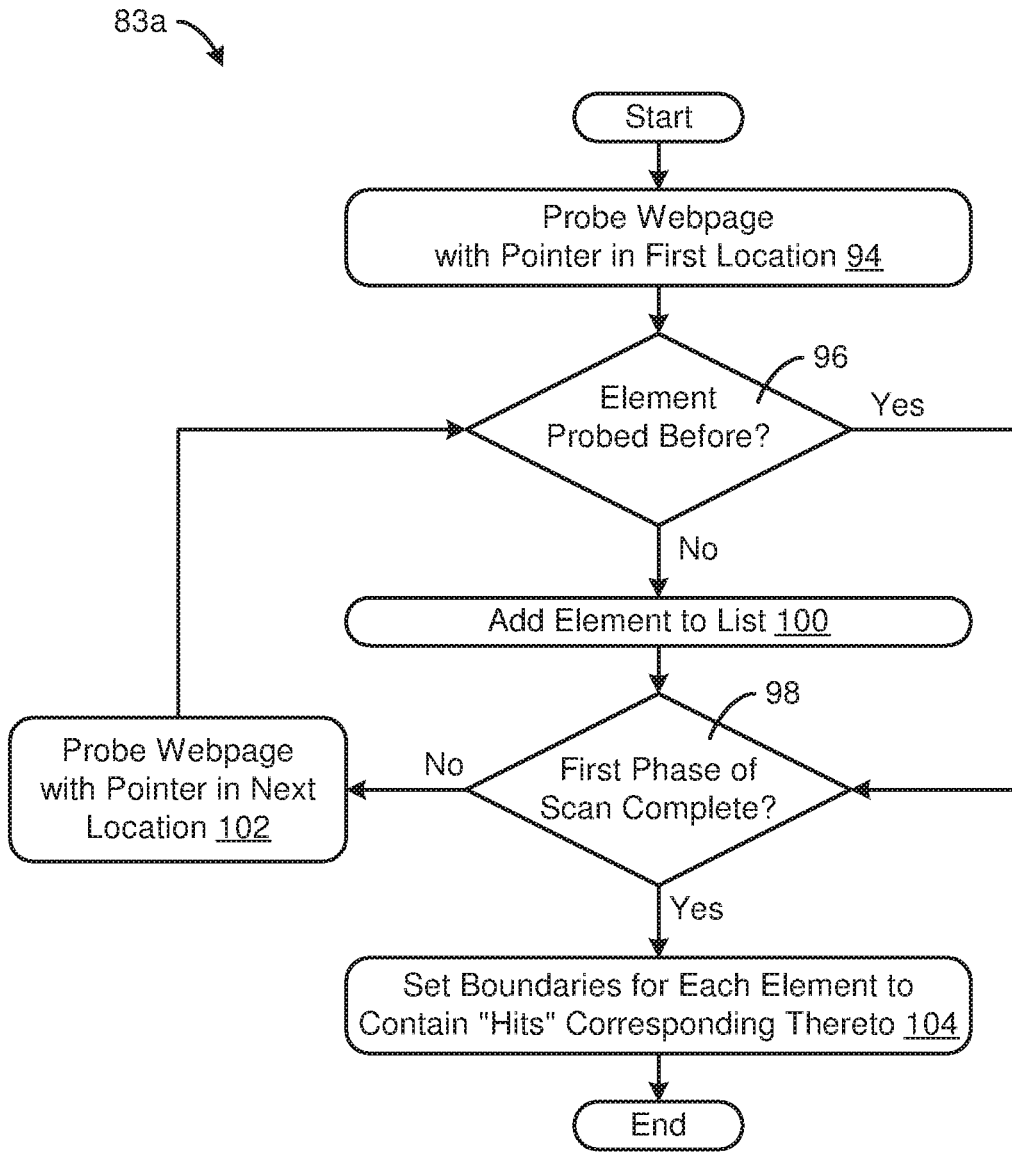 83a
Start
Probe Webpage
with Pointer in First Location 94
96
Element
Probed Before?
Yes
No
Add Element to List 100
98
First Phase of
Scan Complete?
No
Probe Webpage
with Pointer in Next
Location 102
Yes
Set Boundaries for Each Element to
Contain "Hits" Corresponding Thereto 104
End